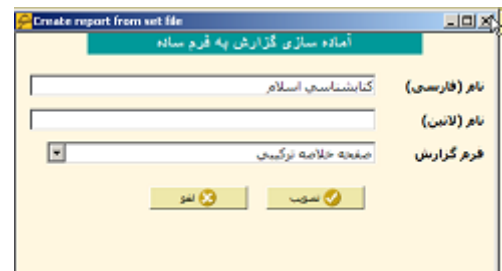 Create report from set file
آماده سازی گزارش به فرم ساده
نام (فارسی) کتابشناسي اسلام
نام (لاتین)
فرم گزارش صفحه خلاصه ترکیبی
تصویب لغو